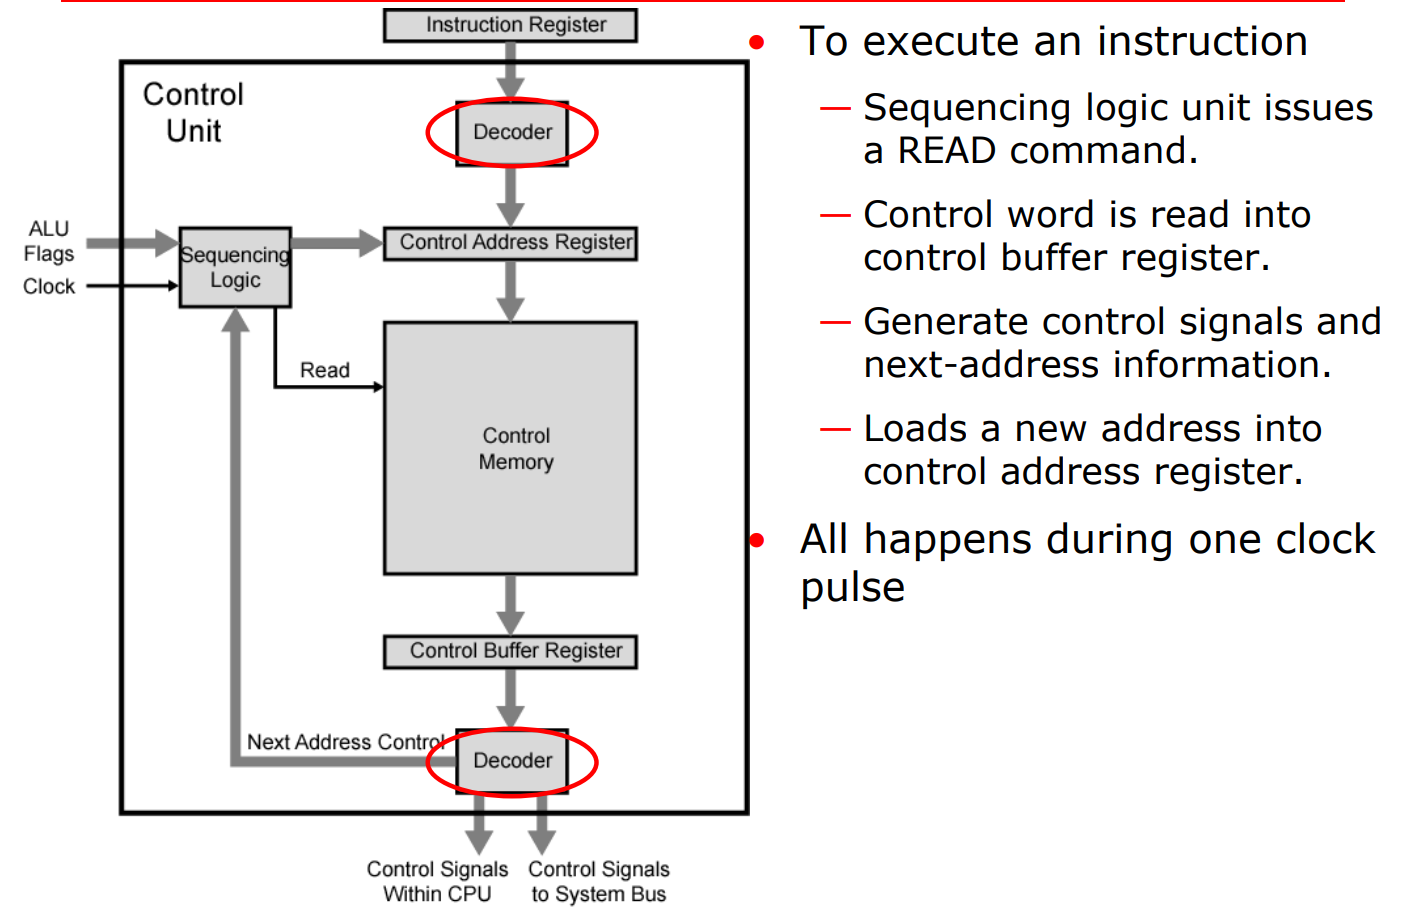 Instruction Register
Control
Unit
Decoder
ALU
Flags
Clock
Sequencing
Logic
Control Address Register
Read
Control
Memory
Control Buffer Register
Next Address Control
Decoder
Control Signals
Within CPU
Control Signals
to System Bus
• To execute an instruction
— Sequencing logic unit issues
a READ command.
— Control word is read into
control buffer register.
— Generate control signals and
next-address information.
— Loads a new address into
control address register.
• All happens during one clock
pulse